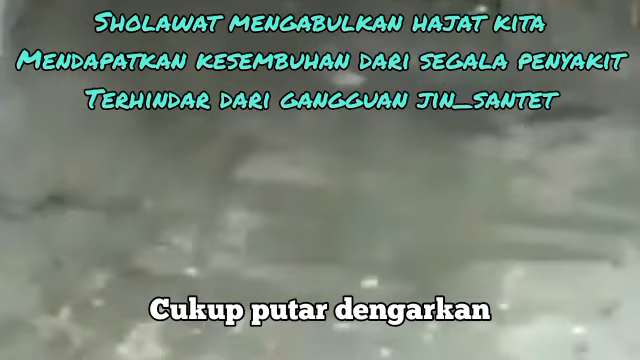 Sholawat mengabulkan hajat kita
Mendapatkan kesembuhan dari segala penyakit
Terhindar dari gangguan jin_santet
Cukup putar dengarkan